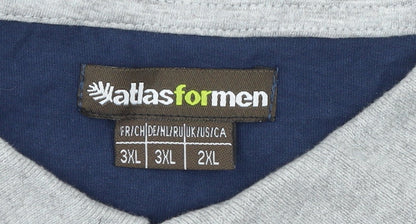 atlasformen
FR/CH DE/NL/RU UK/US/CA
3XL 3XL 2XL